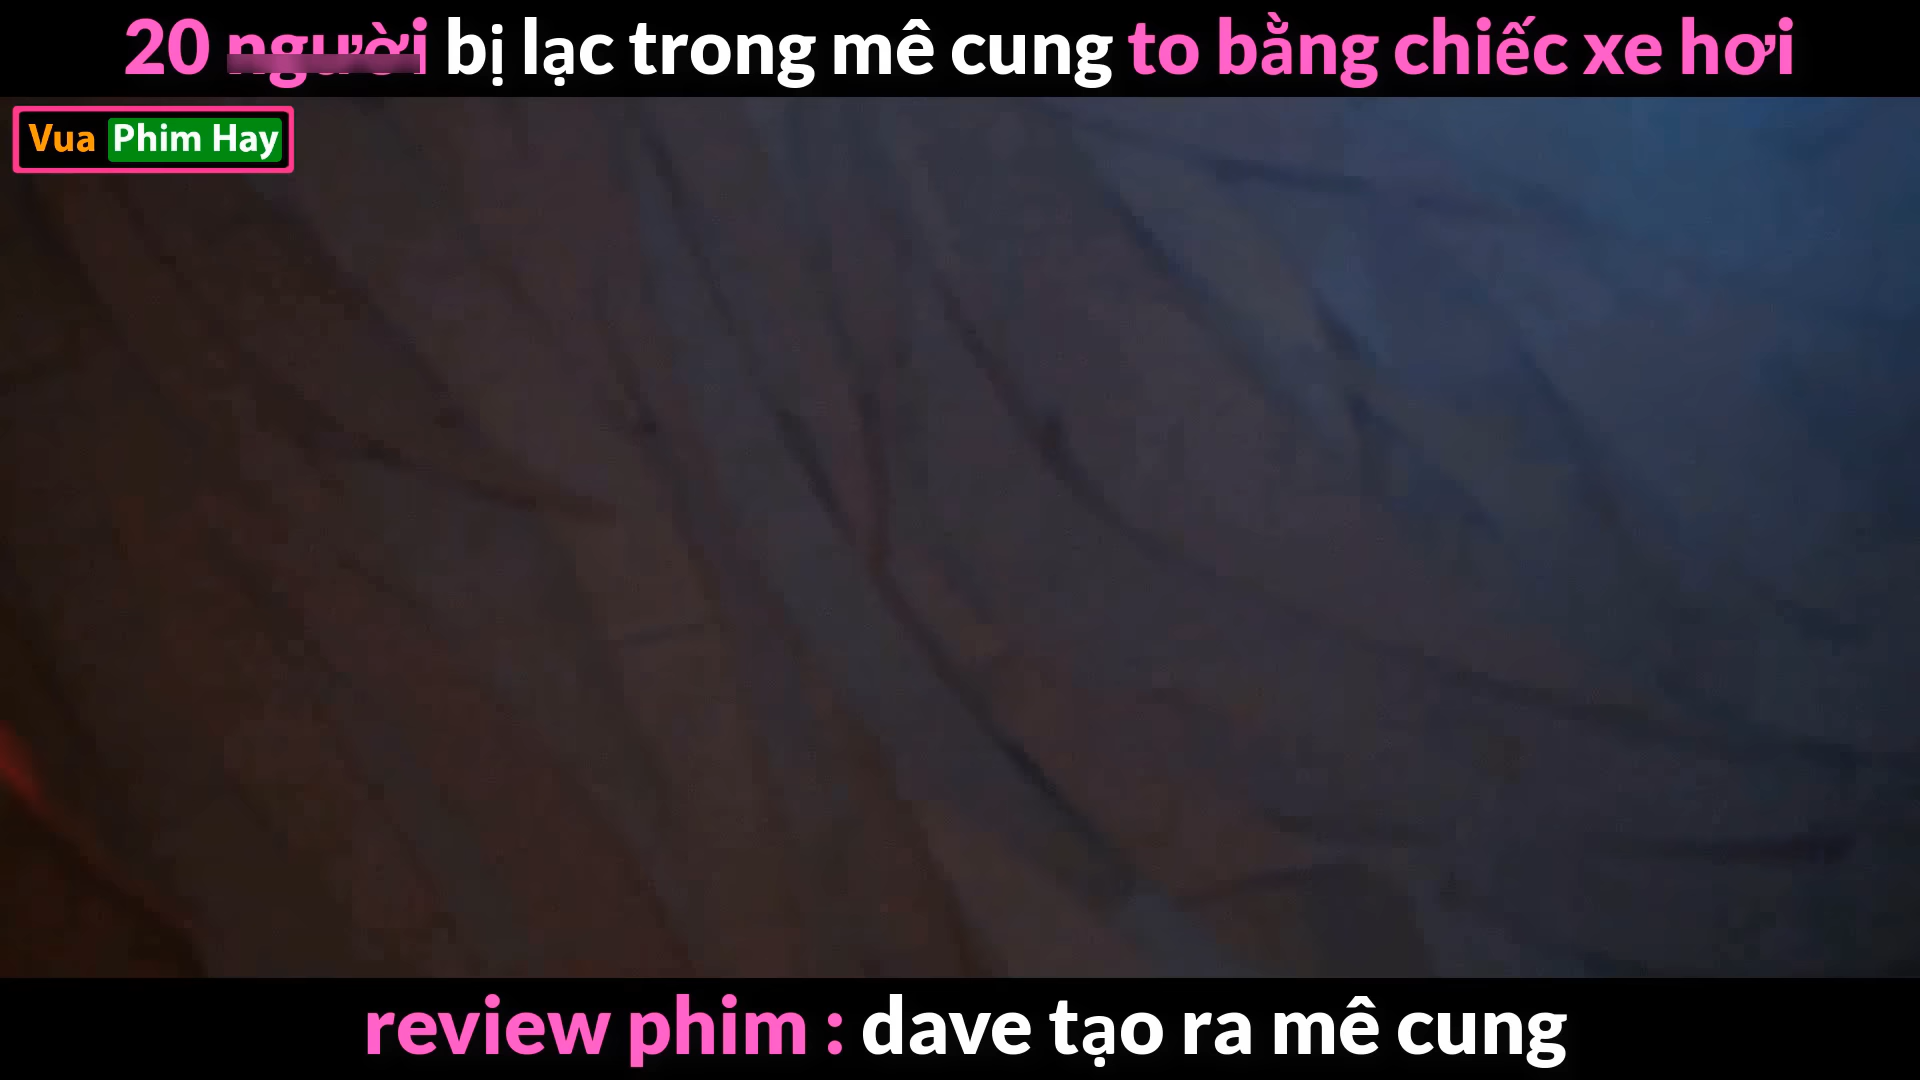 20 người bị lạc trong mê cung to bằng chiếc xe hơi
Vua Phim Hay
review phim : dave tạo ra mê cung